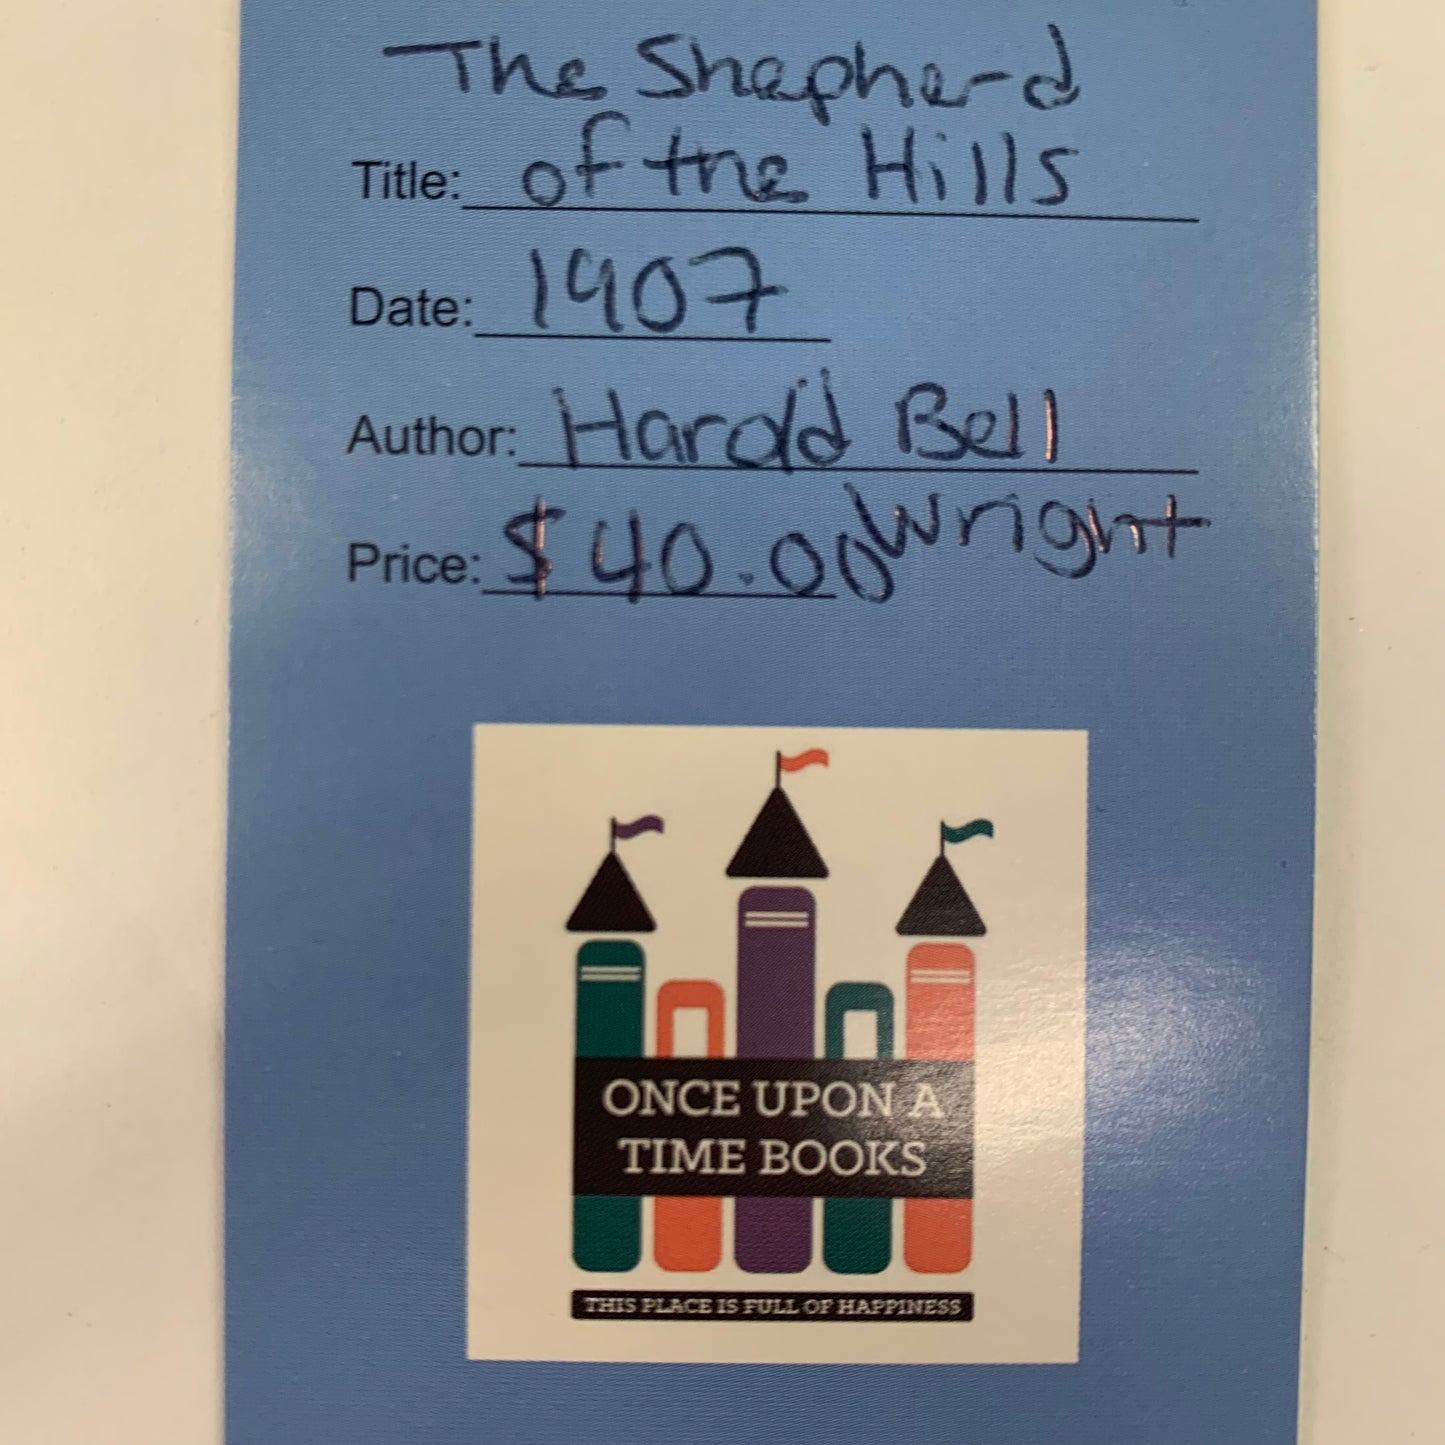 The Shepherd
Title: of the Hills
Date: 1907
Author: Harold Bell
Wright
Price: $40.00
ONCE UPON A
TIME BOOKS
THIS PLACE IS FULL OF HAPPINESS